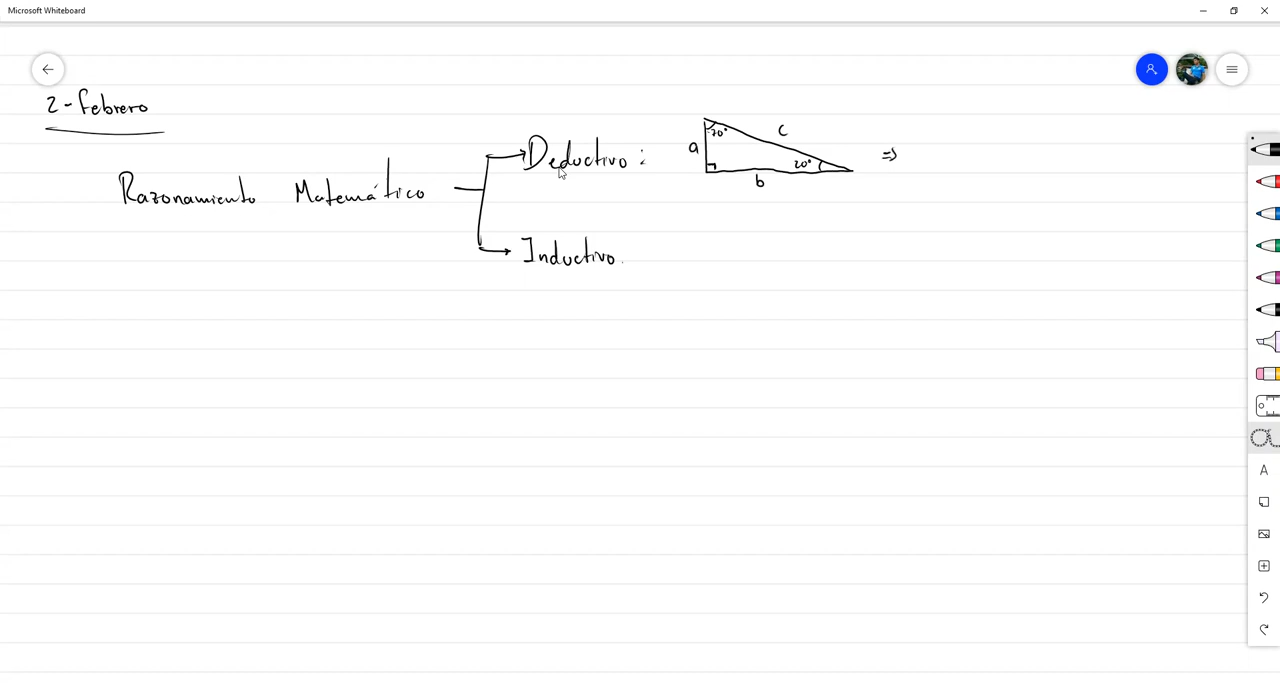 Microsoft Whiteboard
2-febrero
Deductivo :
70°
c
a
20°
b
=>
Razonamiento Matemático
Inductivo.
A